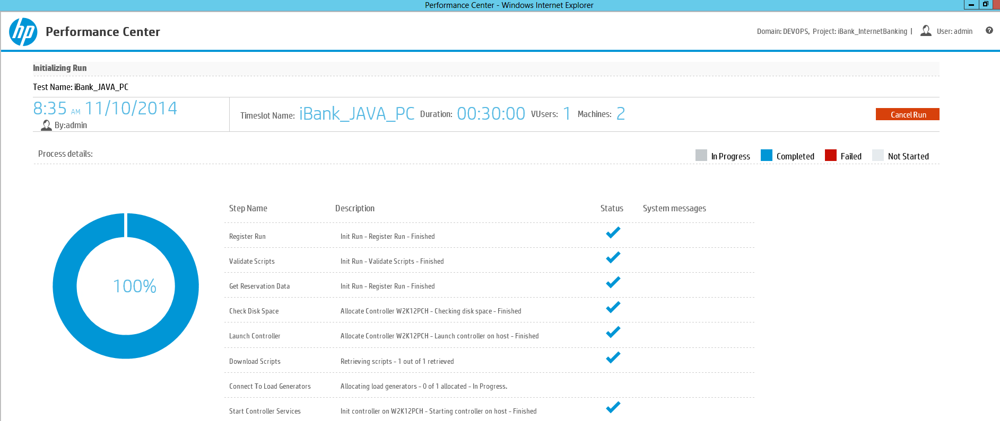 Performance Center - Windows Internet Explorer
hp Performance Center
Domain: DEVOPS, Project: iBank_InternetBanking | User: admin ?
Initializing Run
Test Name: iBank_JAVA_PC
8:35 AM 11/10/2014
By:admin
Timeslot Name: iBank_JAVA_PC Duration: 00:30:00 VUsers: 1 Machines: 2
Cancel Run
Process details:
In Progress Completed Failed Not Started
100%
Step Name Description Status System messages
Register Run Init Run - Register Run - Finished
Validate Scripts Init Run - Validate Scripts - Finished
Get Reservation Data Init Run - Register Run - Finished
Check Disk Space Allocate Controller W2K12PCH - Checking disk space - Finished
Launch Controller Allocate Controller W2K12PCH - Launch controller on host - Finished
Download Scripts Retrieving scripts - 1 out of 1 retrieved
Connect To Load Generators Allocating load generators - 0 of 1 allocated - In Progress.
Start Controller Services Init controller on W2K12PCH - Starting controller on host - Finished